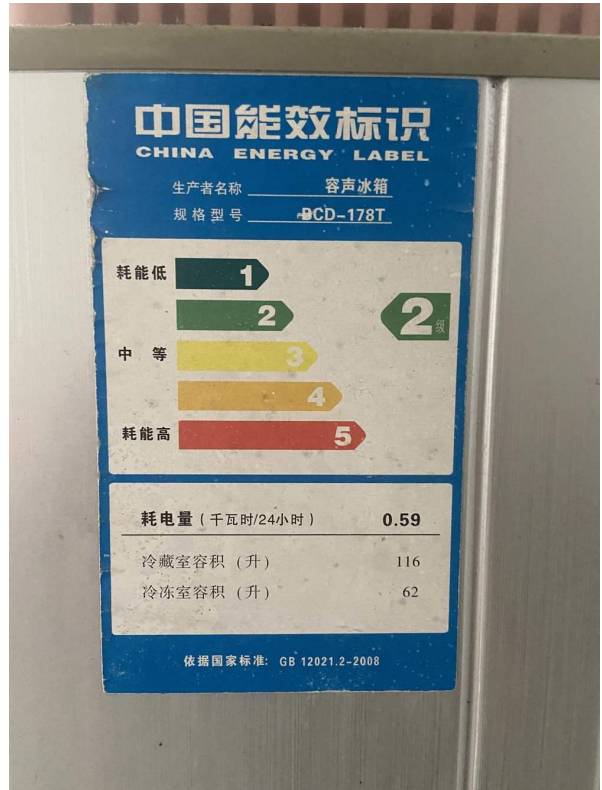 中国能效标识
CHINA ENERGY LABEL
生产者名称 容声冰箱
规格型号 BCD-178T
耗能低 1
2 2级
中 等 3
4
耗能高 5
耗电量(千瓦时/24小时) 0.59
冷藏室容积(升) 116
冷冻室容积(升) 62
依据国家标准: GB 12021.2-2008